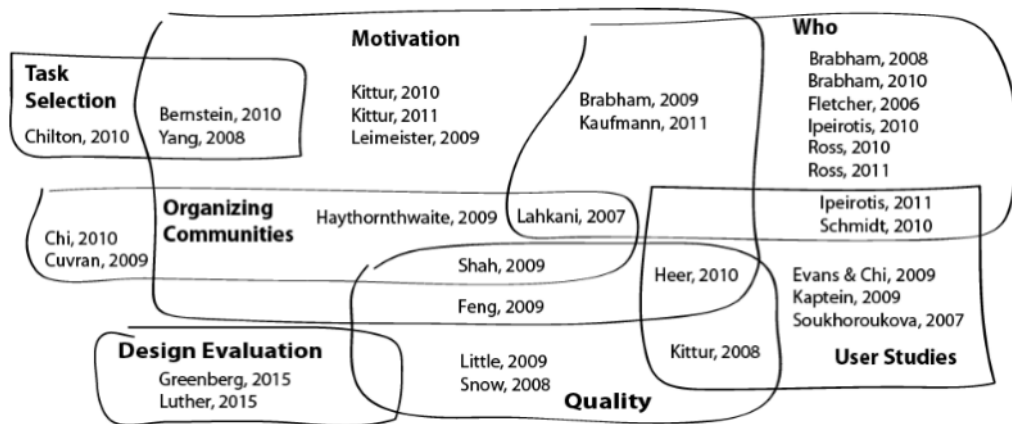 Task
Selection
Chilton, 2010
Bernstein, 2010
Yang, 2008
Motivation
Kittur, 2010
Kittur, 2011
Leimeister, 2009
Brabham, 2009
Kaufmann, 2011
Who
Brabham, 2008
Brabham, 2010
Fletcher, 2006
Ipeirotis, 2010
Ross, 2010
Ross, 2011
Ipeirotis, 2011
Schmidt, 2010
Organizing
Communities
Chi, 2010
Cuvran, 2009
Haythornthwaite, 2009
Lahkani, 2007
Shah, 2009
Feng, 2009
Heer, 2010
Evans & Chi, 2009
Kaptein, 2009
Soukhoroukova, 2007
User Studies
Kittur, 2008
Design Evaluation
Greenberg, 2015
Luther, 2015
Little, 2009
Snow, 2008
Quality